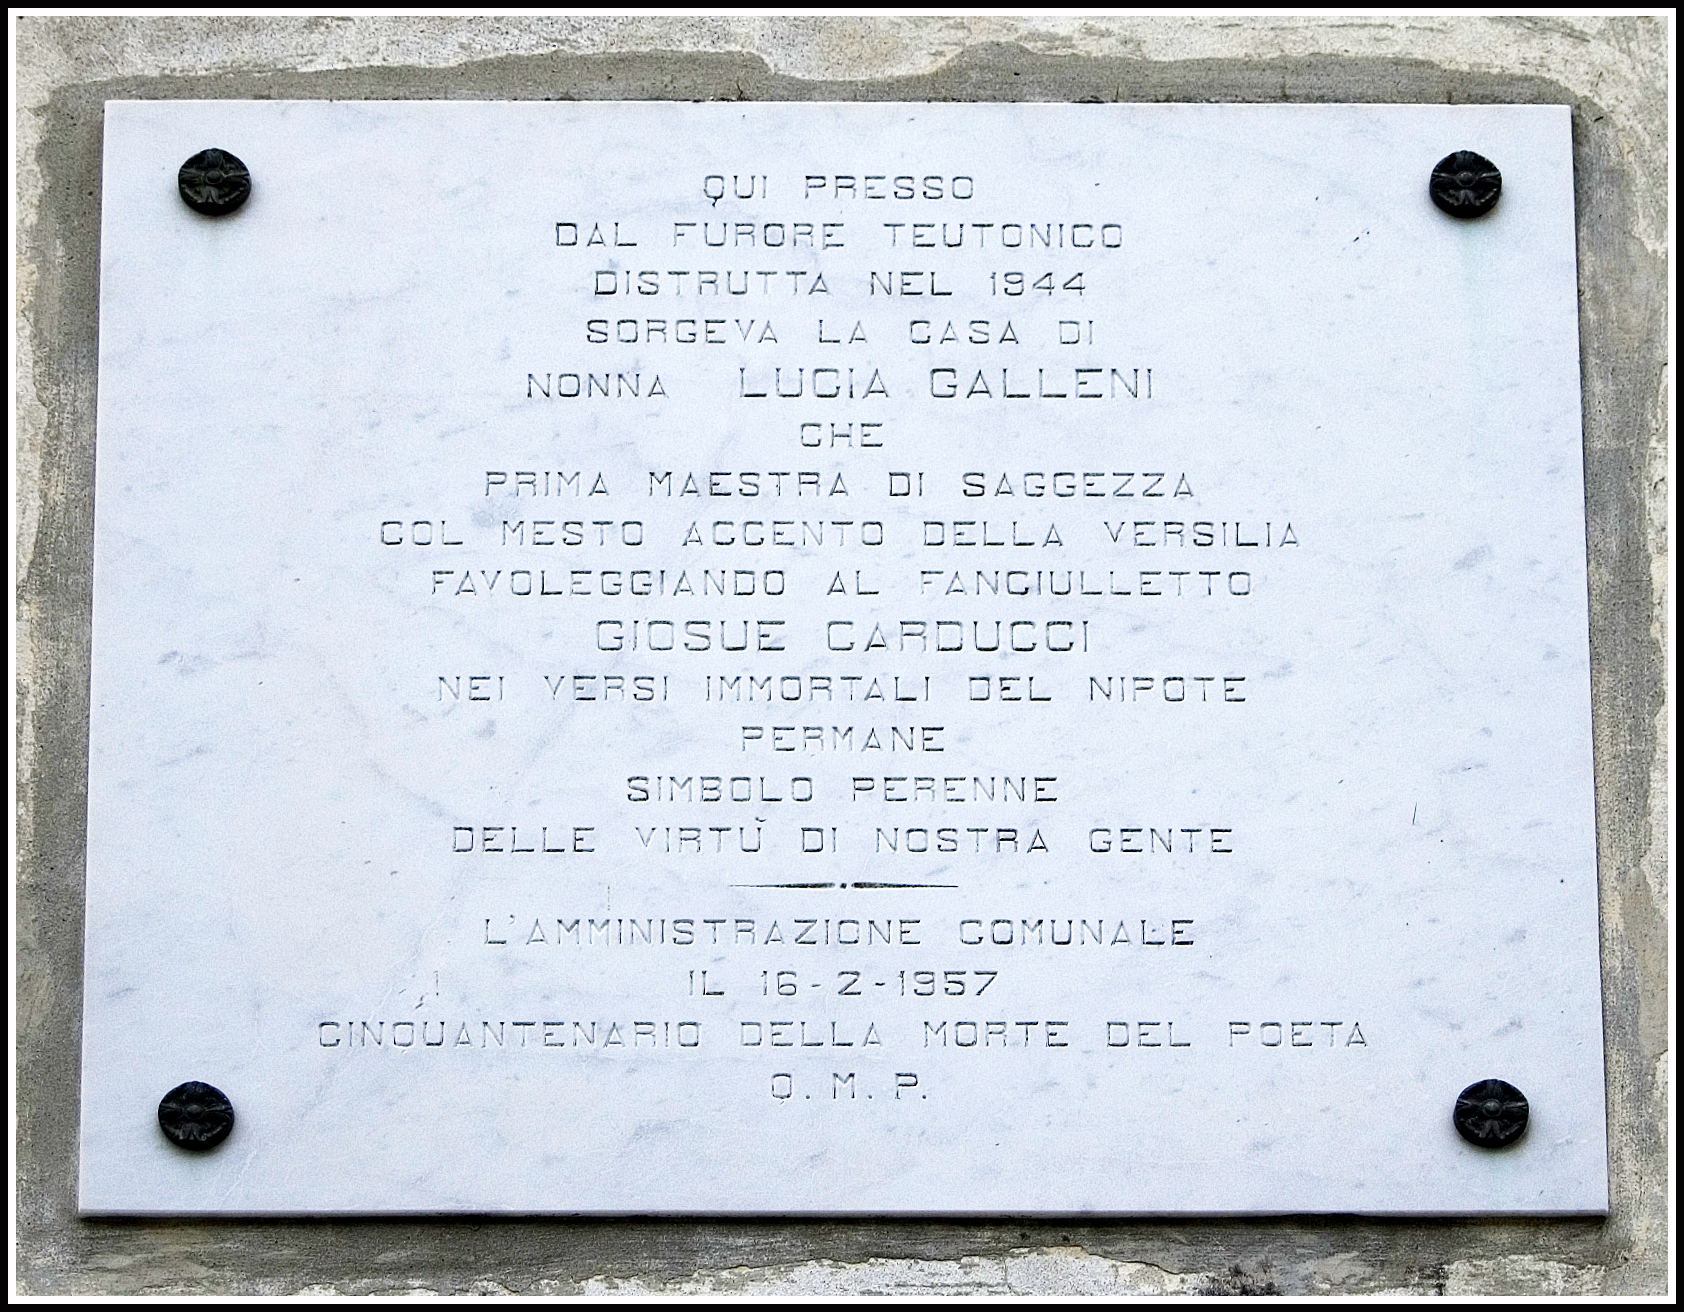 QUI PRESSO
DAL FURORE TEUTONICO
DISTRUTTA NEL 1944
SORGEVA LA CASA DI
NONNA LUCIA GALLENI
CHE
PRIMA MAESTRA DI SAGGEZZA
COL MESTO ACCENTO DELLA VERSILIA
FAVOLEGGIANDO AL FANCIULLETTO
GIOSUE CARDUCCI
NEI VERSI IMMORTALI DEL NIPOTE
PERMANE
SIMBOLO PERENNE
DELLE VIRTÙ DI NOSTRA GENTE
L'AMMINISTRAZIONE COMUNALE
IL 16-2-1957
CINQUANTENARIO DELLA MORTE DEL POETA
Q. M. P.